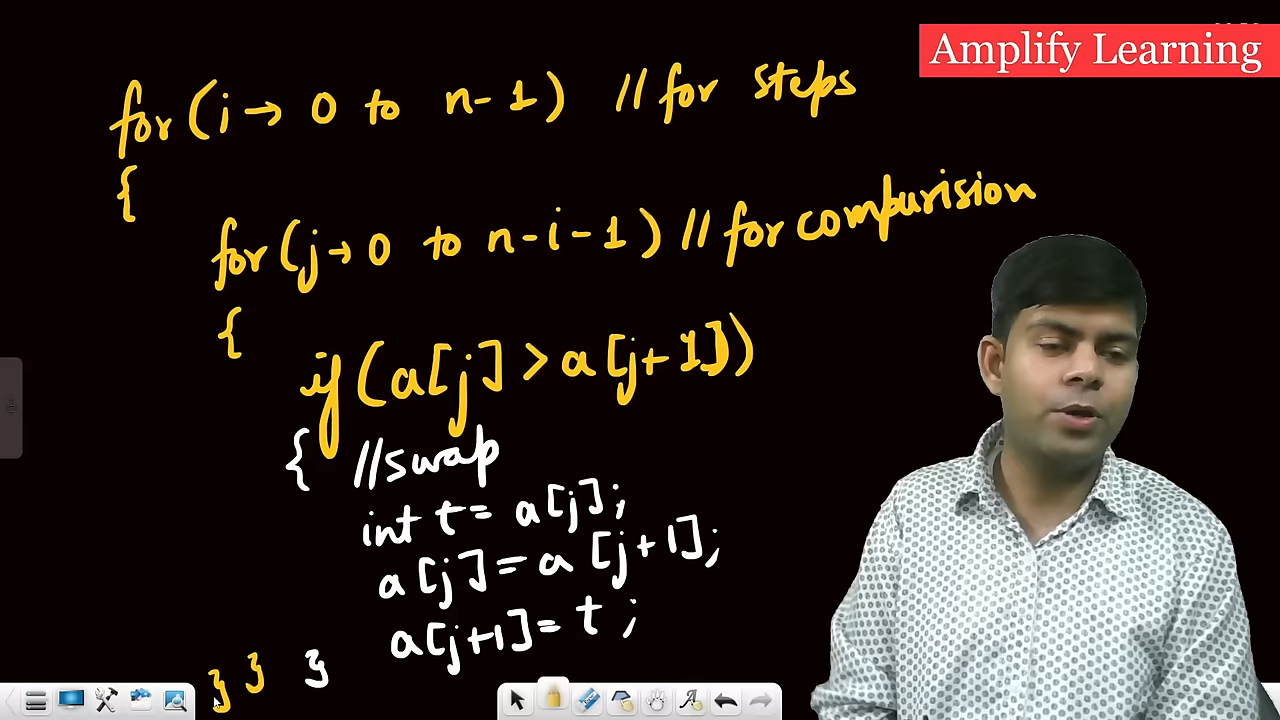 Amplify Learning
for (i → 0 to n-1) // for steps
{
for (j → 0 to n-i-1) // for compurision
{
if (a[j] > a[j+1])
{ //swap
int t = a[j];
a[j] = a[j+1];
a[j+1] = t ;
} } }